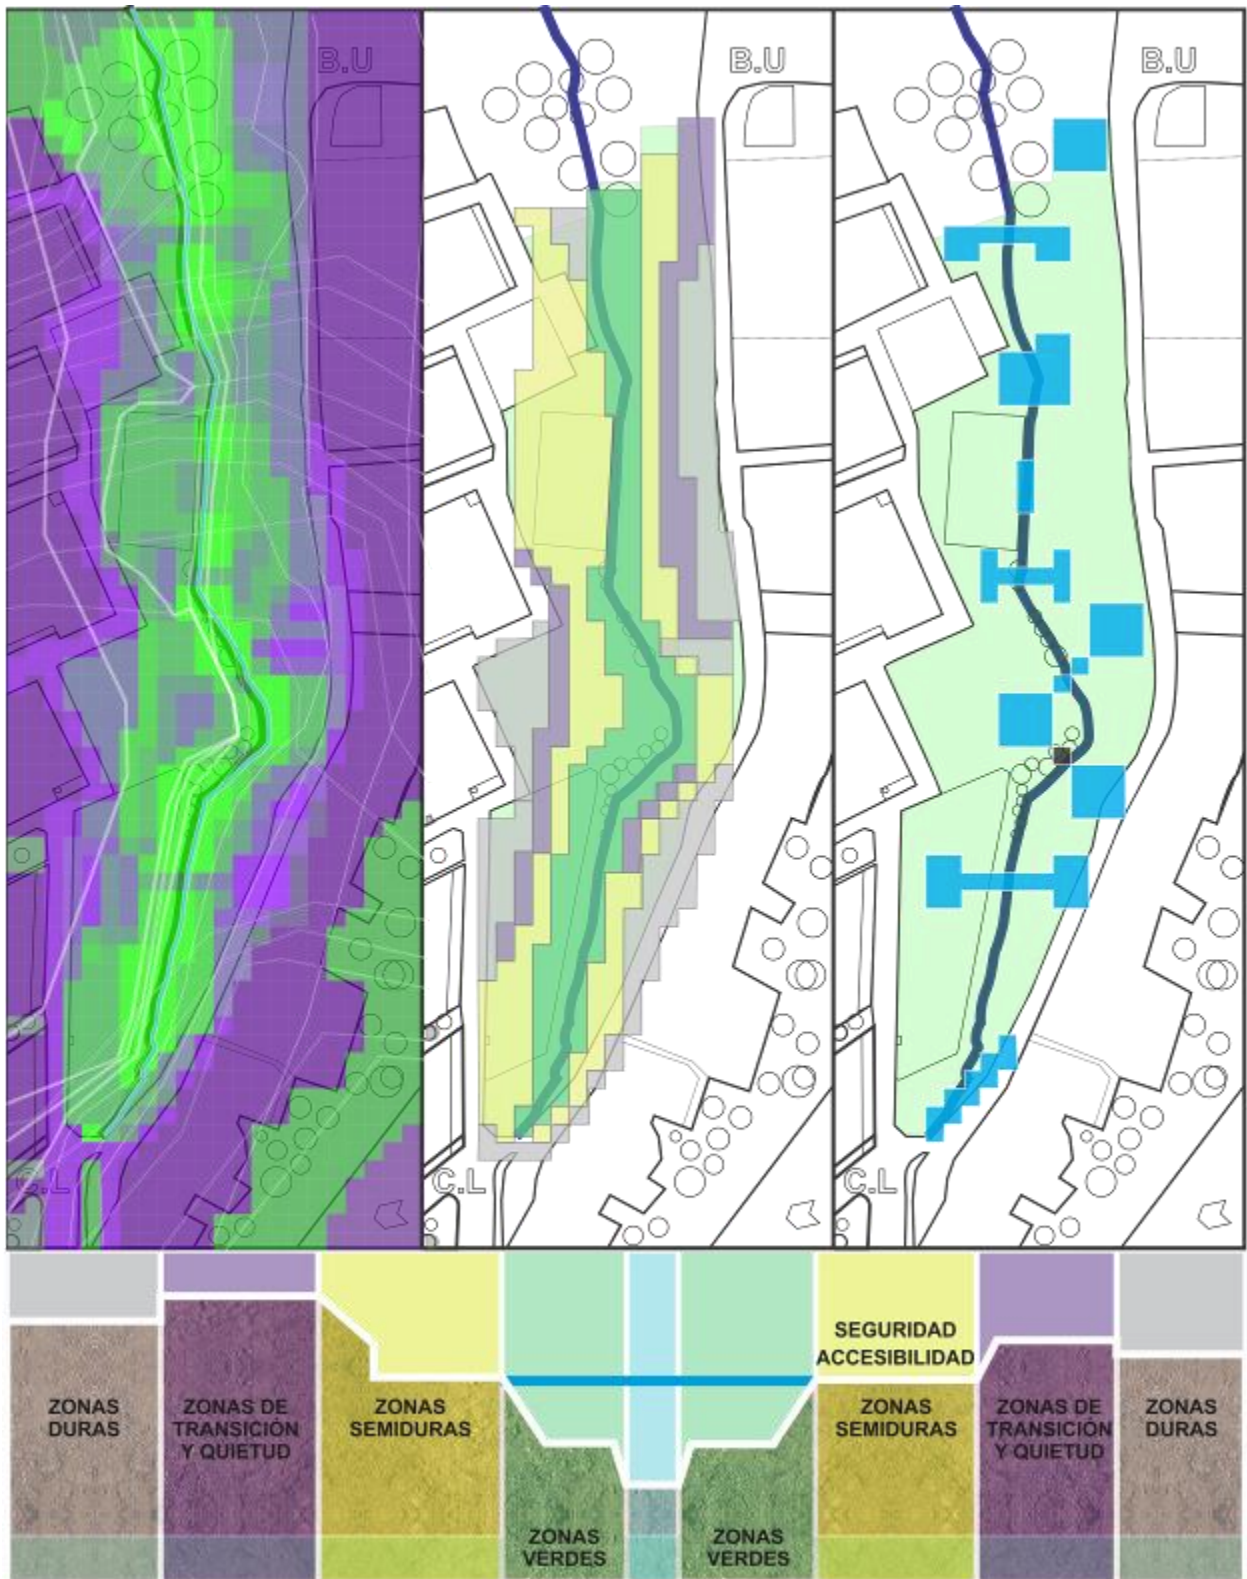 B.U
B.U
B.U
C.L
C.L
C.L
SEGURIDAD
ACCESIBILIDAD
ZONAS
DURAS
ZONAS DE
TRANSICIÓN
Y QUIETUD
ZONAS
SEMIDURAS
ZONAS
VERDES
ZONAS
VERDES
ZONAS
SEMIDURAS
ZONAS DE
TRANSICIÓN
Y QUIETUD
ZONAS
DURAS